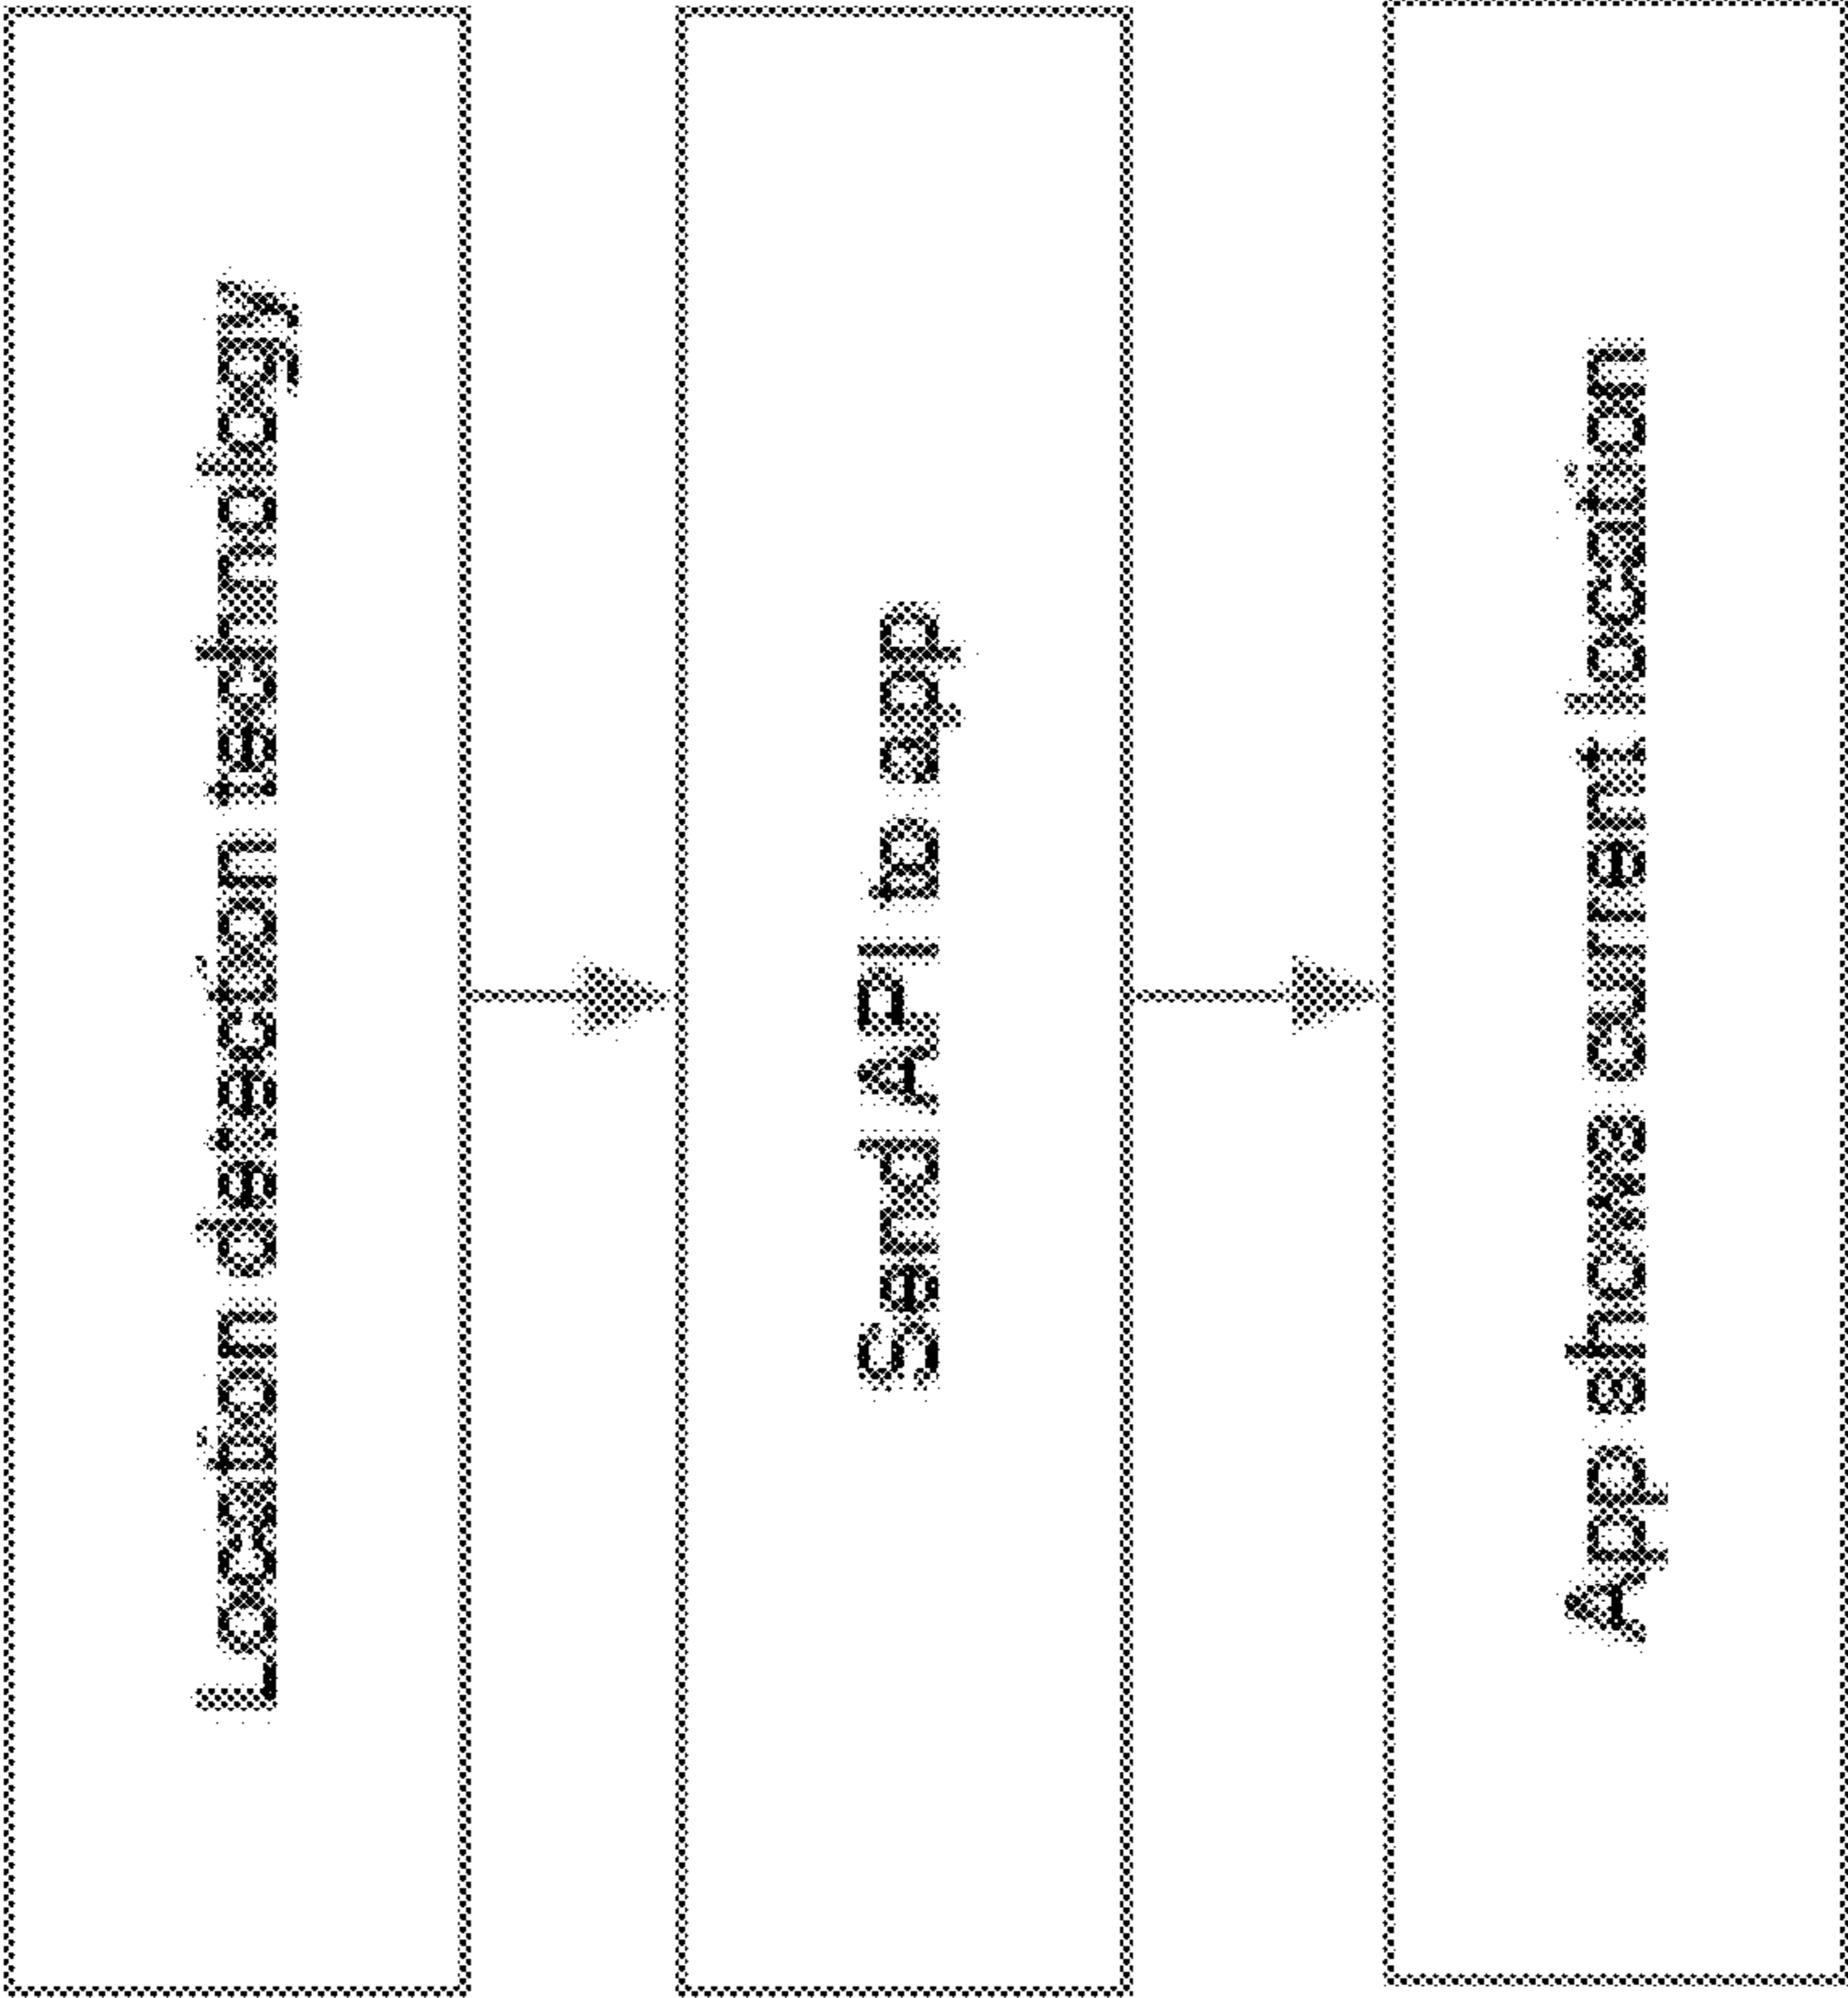 Location detection technology
Send API to app
App shows current location